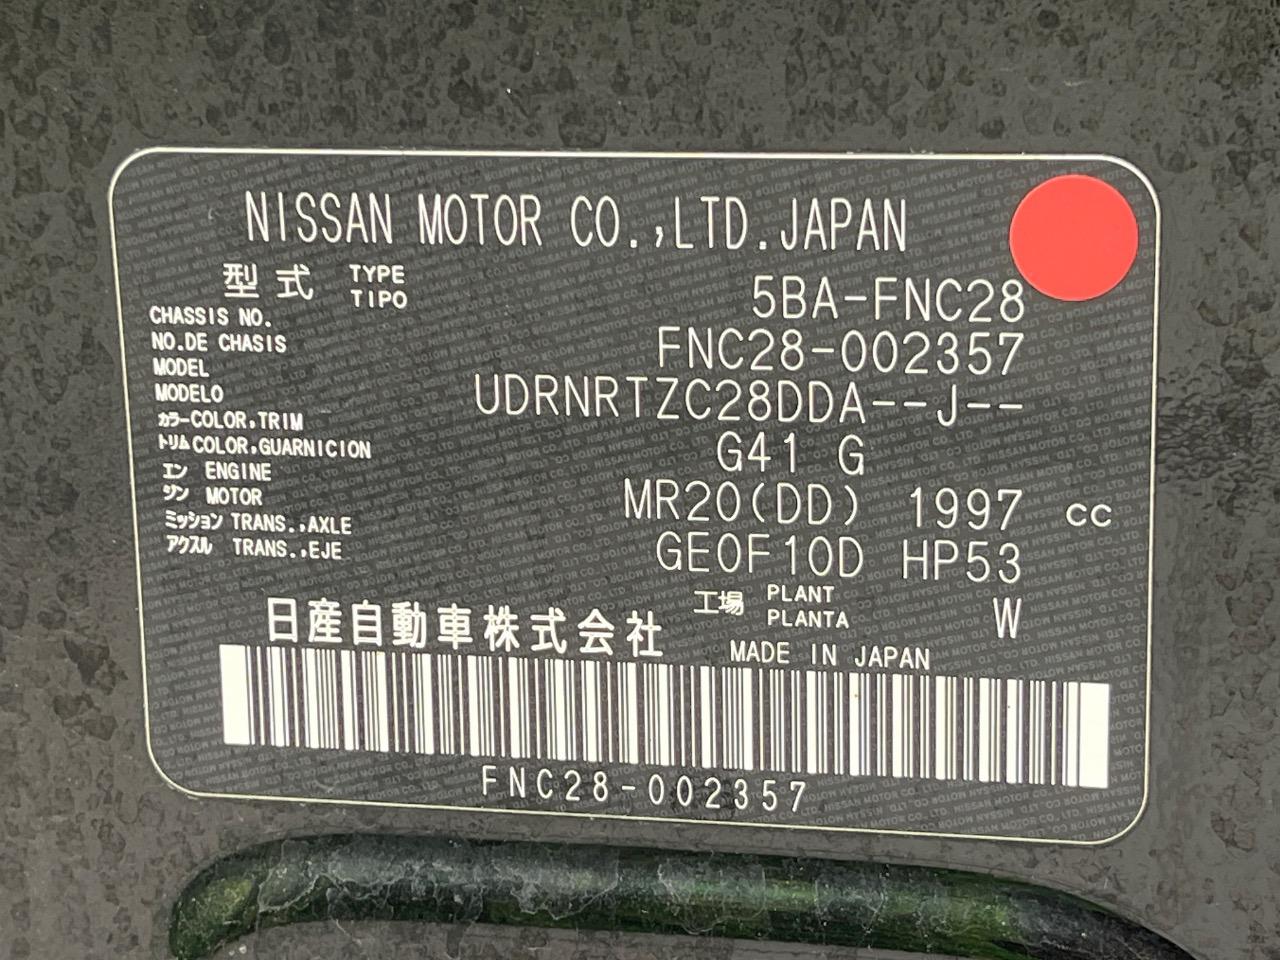 NISSAN MOTOR CO.,LTD.JAPAN
型式 TYPE TIPO 5BA-FNC28
CHASSIS NO.
NO.DE CHASIS FNC28-002357
MODEL
MODELO UDRNRTZC28DDA--J--
カラー COLOR,TRIM
トリム COLOR,GUARNICION G41 G
エン ENGINE
ジン MOTOR MR20(DD) 1997 cc
ミッション TRANS.,AXLE
アクスル TRANS.,EJE GE0F10D HP53
工場 PLANT PLANTA W
日産自動車株式会社
MADE IN JAPAN
FNC28-002357